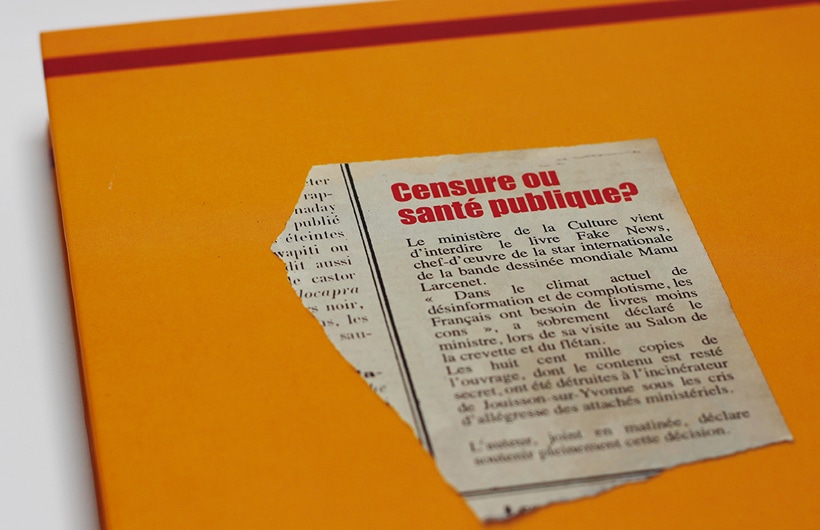 ter
rap-
naday
publié
éteintes
wapiti ou
dit aussi
le castor
locapra
s noir,
s, les
sau-
Censure ou
santé publique?
Le ministère de la Culture vient
d'interdire le livre Fake News,
chef-d'œuvre de la star internationale
de la bande dessinée mondiale Manu
Larcenet.
« Dans le climat actuel de
désinformation et de complotisme, les
Français ont besoin de livres moins
cons », a sobrement déclaré le
ministre, lors de sa visite au Salon de
la crevette et du flétan.
Les huit cent mille copies de
l'ouvrage, dont le contenu est resté
secret, ont été détruites à l'incinérateur
de Jouisson-sur-Yvonne sous les cris
d'allégresse des attachés ministériels.
L'auteur, joint en matinée, déclare
soutenir pleinement cette décision.